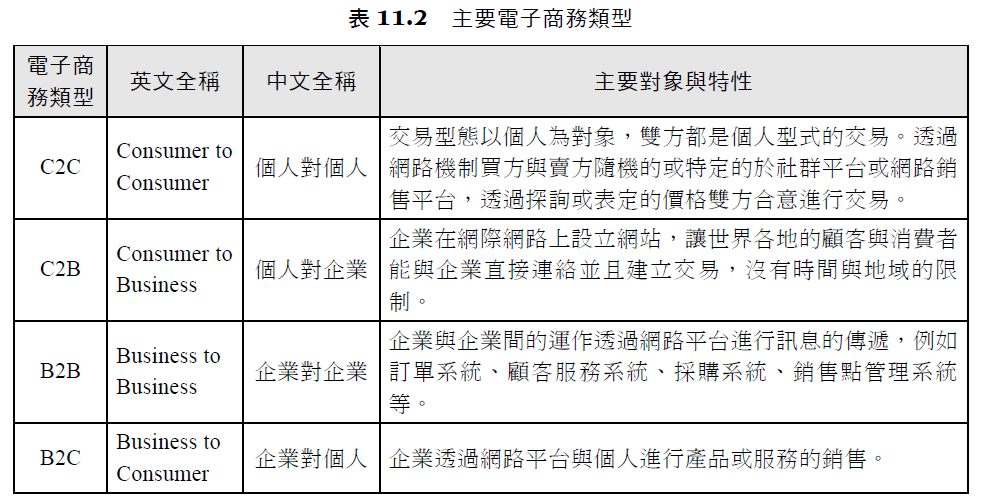 表 11.2 主要電子商務類型
電子商
務類型
英文全稱
中文全稱
主要對象與特性
C2C
Consumer to
Consumer
個人對個人
交易型態以個人為對象，雙方都是個人型式的交易。透過
網路機制買方與賣方隨機的或特定的於社群平台或網路銷
售平台，透過探詢或表定的價格雙方合意進行交易。
C2B
Consumer to
Business
個人對企業
企業在網際網路上設立網站，讓世界各地的顧客與消費者
能與企業直接連絡並且建立交易，沒有時間與地域的限
制。
B2B
Business to
Business
企業對企業
企業與企業間的運作透過網路平台進行訊息的傳遞，例如
訂單系統、顧客服務系統、採購系統、銷售點管理系統
等。
B2C
Business to
Consumer
企業對個人
企業透過網路平台與個人進行產品或服務的銷售。